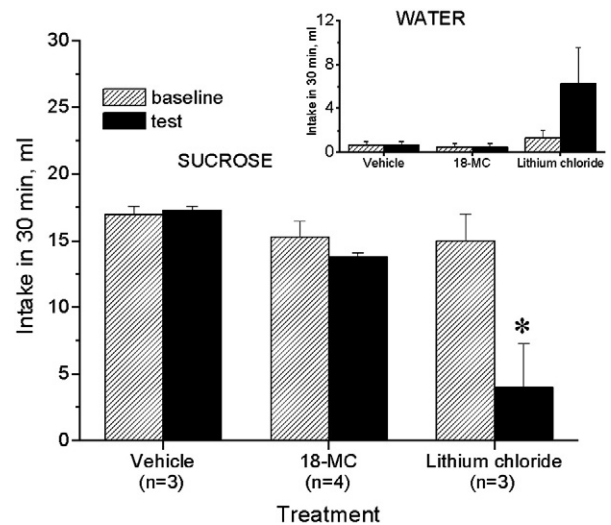 WATER
Intake in 30 min, ml
12
8
4
0
Vehicle 18-MC Lithium chloride
Intake in 30 min, ml
30
25
20
15
10
5
0
baseline
test
SUCROSE
*
Vehicle 18-MC Lithium chloride
(n=3) (n=4) (n=3)
Treatment